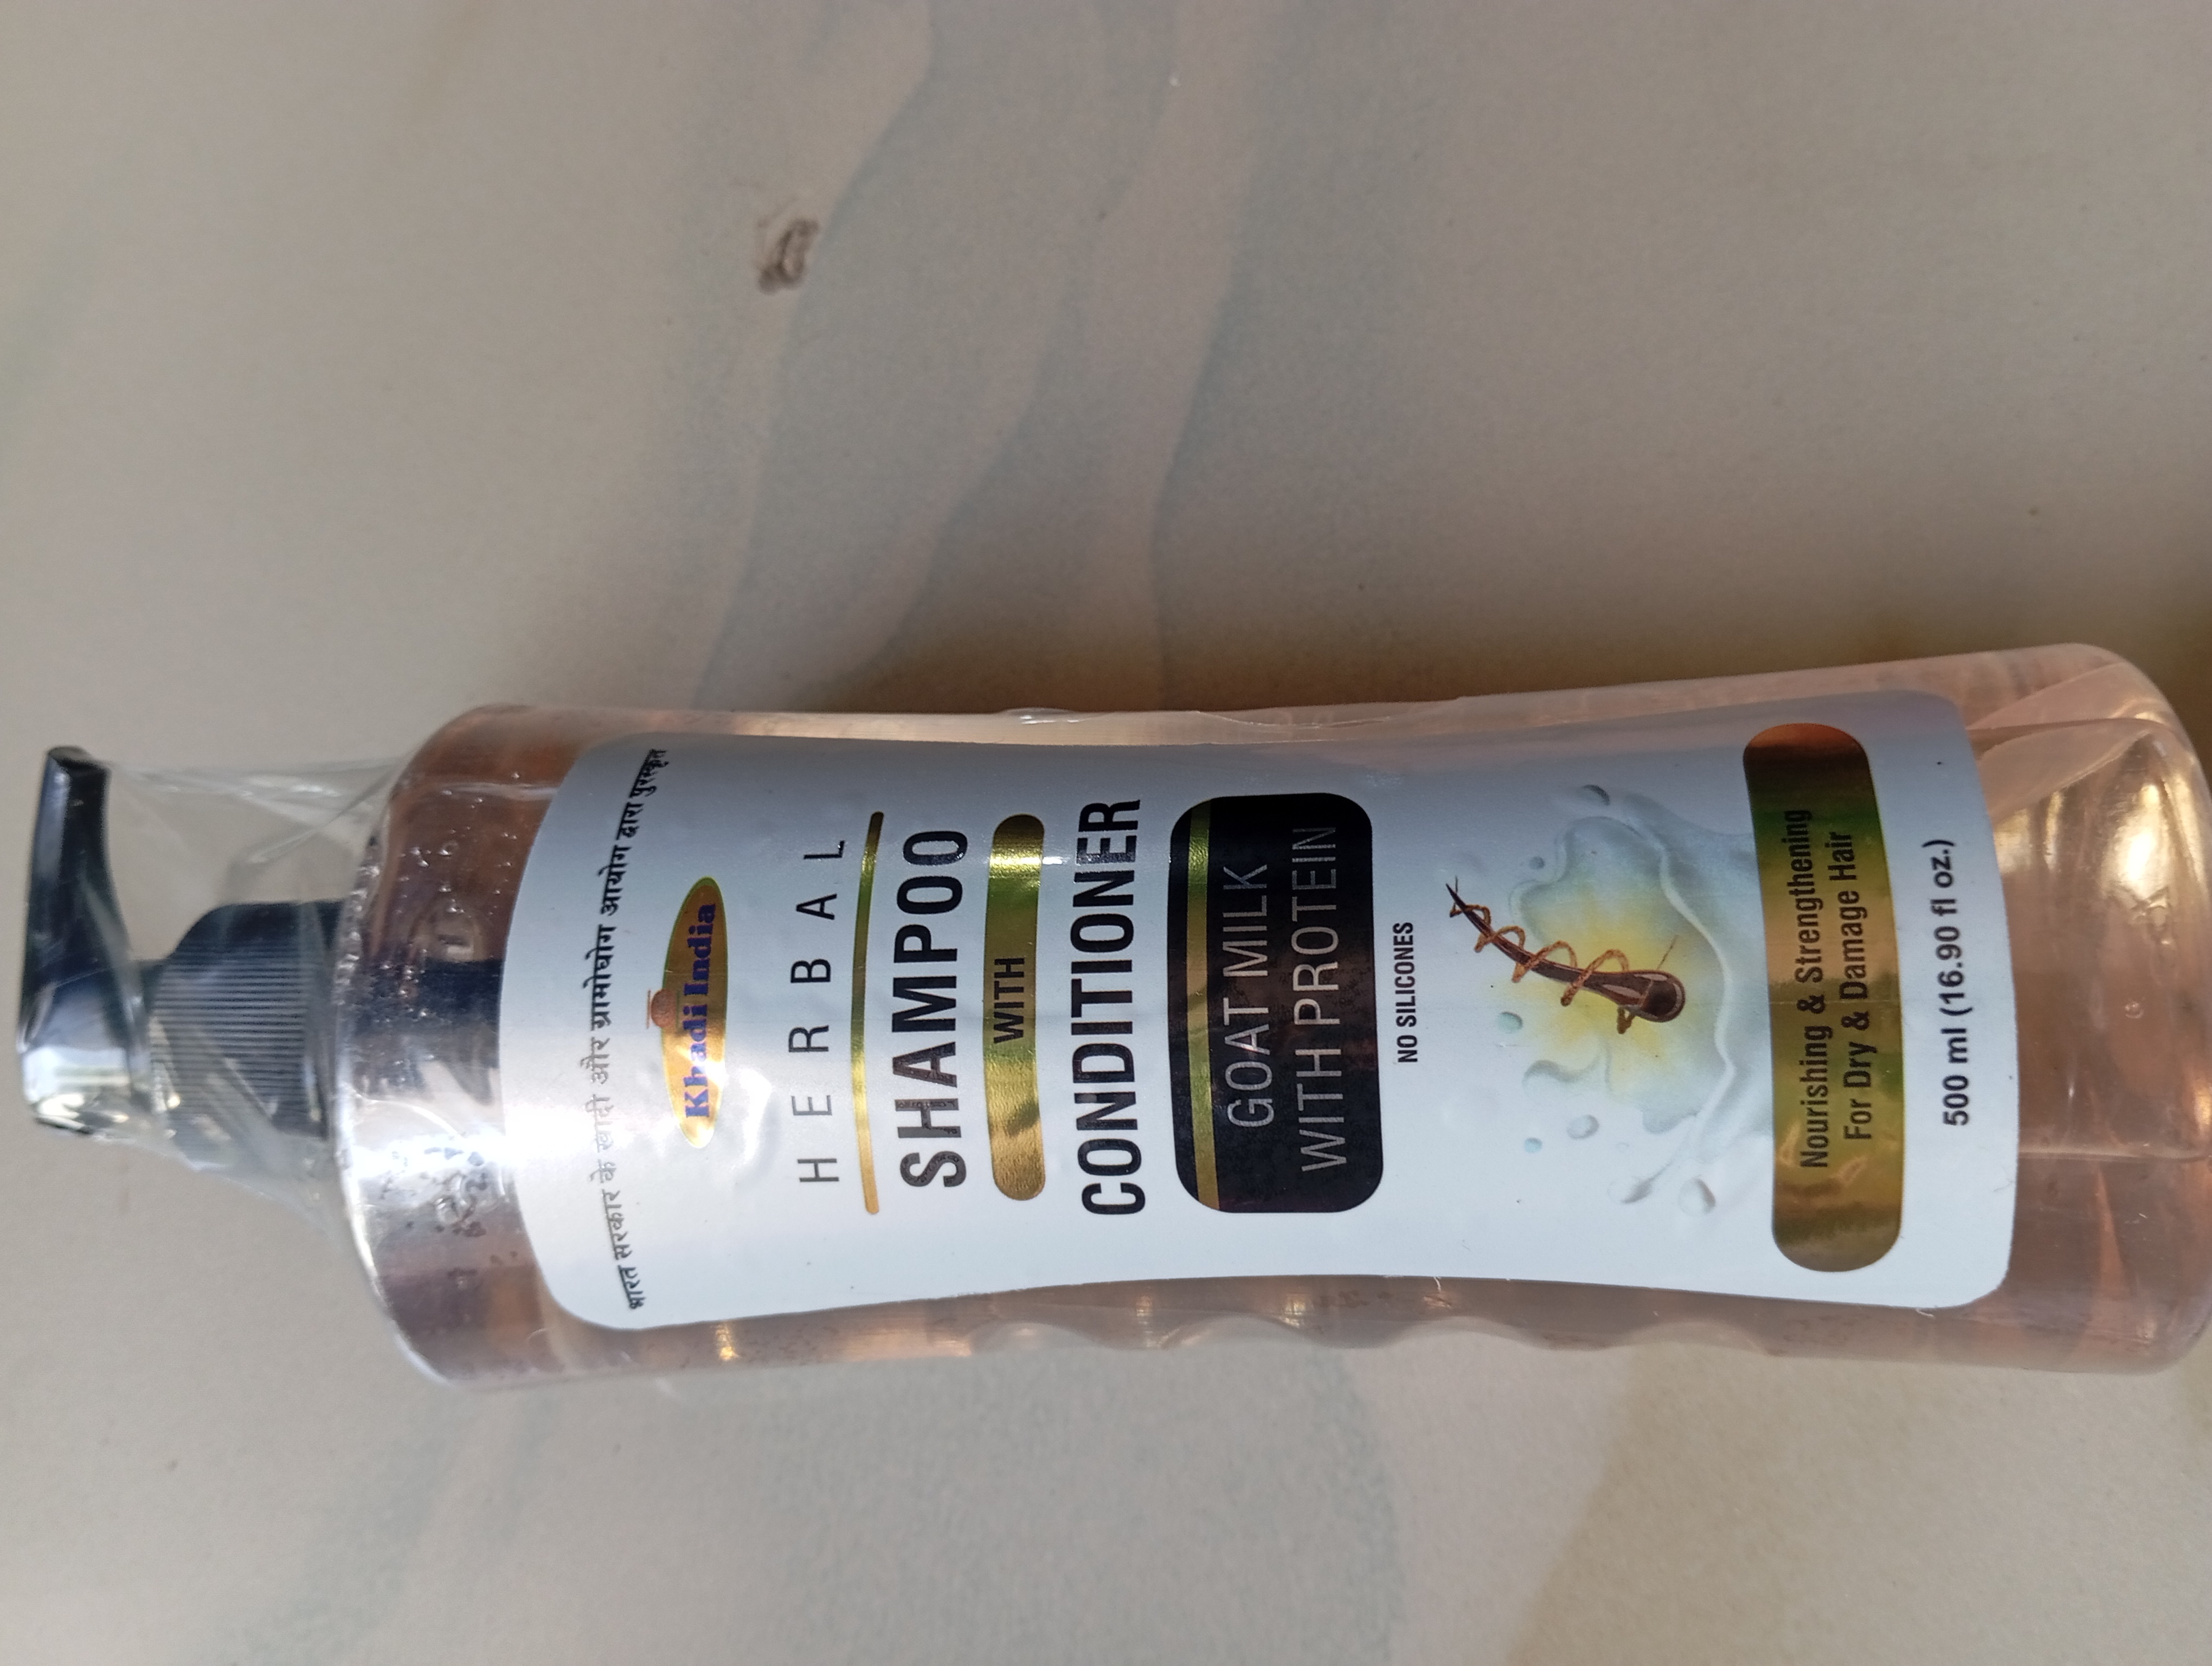 भारत सरकार के खादी और ग्रामोघोग आयोग द्वारा पुरस्कृत
Khadi India
HERBAL
SHAMPOO
WITH
CONDITIONER
GOAT MILK
WITH PROTEIN
NO SILICONES
Nourishing & Strengthening
For Dry & Damage Hair
500 ml (16.90 fl oz.)